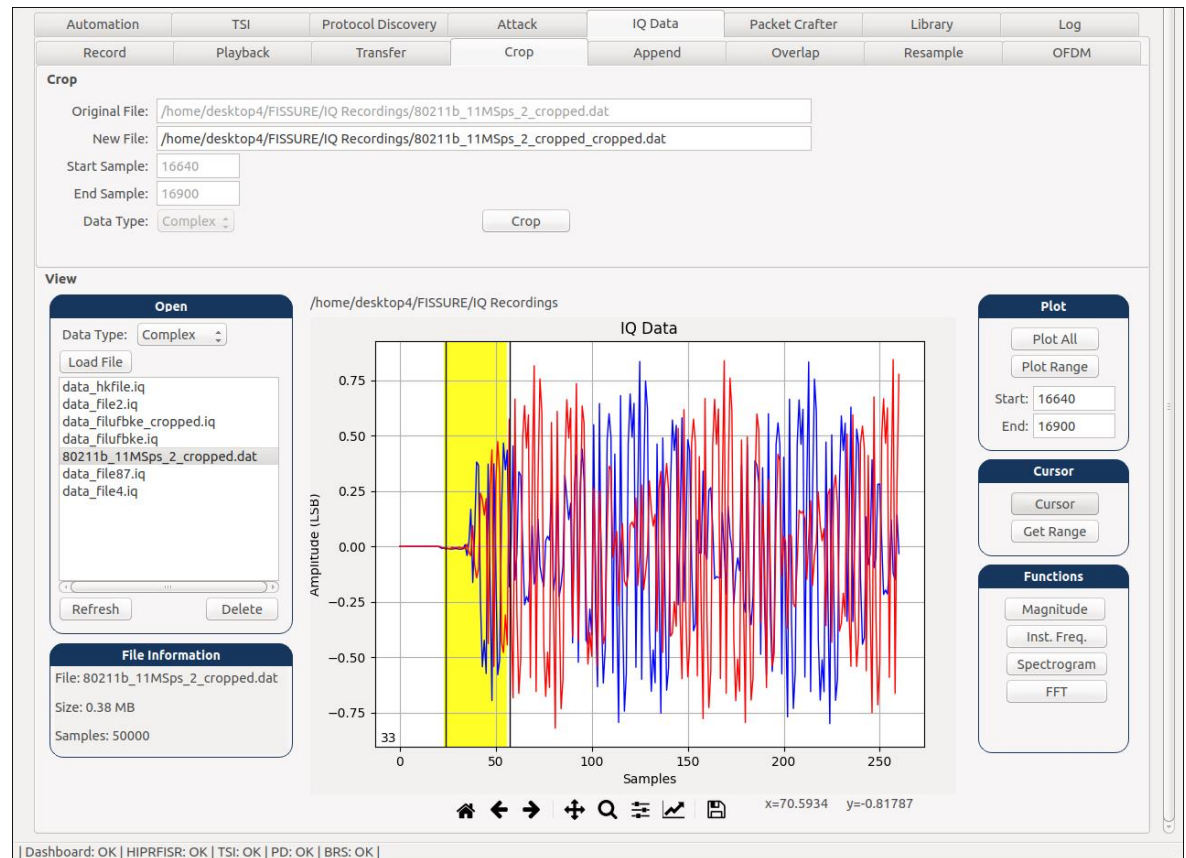 Automation TSI Protocol Discovery Attack IQ Data Packet Crafter Library Log
Record Playback Transfer Crop Append Overlap Resample OFDM
Crop
Original File: /home/desktop4/FISSURE/IQ Recordings/80211b_11MSps_2_cropped.dat
New File: /home/desktop4/FISSURE/IQ Recordings/80211b_11MSps_2_cropped_cropped.dat
Start Sample: 16640
End Sample: 16900
Data Type: Complex Crop
View
Open
Data Type: Complex
Load File
data_hkfile.iq
data_file2.iq
data_filufbke_cropped.iq
data_filufbke.iq
80211b_11MSps_2_cropped.dat
data_file87.iq
data_file4.iq
Refresh Delete
File Information
File: 80211b_11MSps_2_cropped.dat
Size: 0.38 MB
Samples: 50000
/home/desktop4/FISSURE/IQ Recordings
IQ Data
Amplitude (LSB)
0.75
0.50
0.25
0.00
−0.25
−0.50
−0.75
33
0 50 100 150 200 250
Samples
x=70.5934 y=-0.81787
Plot
Plot All
Plot Range
Start: 16640
End: 16900
Cursor
Cursor
Get Range
Functions
Magnitude
Inst. Freq.
Spectrogram
FFT
| Dashboard: OK | HIPRFISR: OK | TSI: OK | PD: OK | BRS: OK |